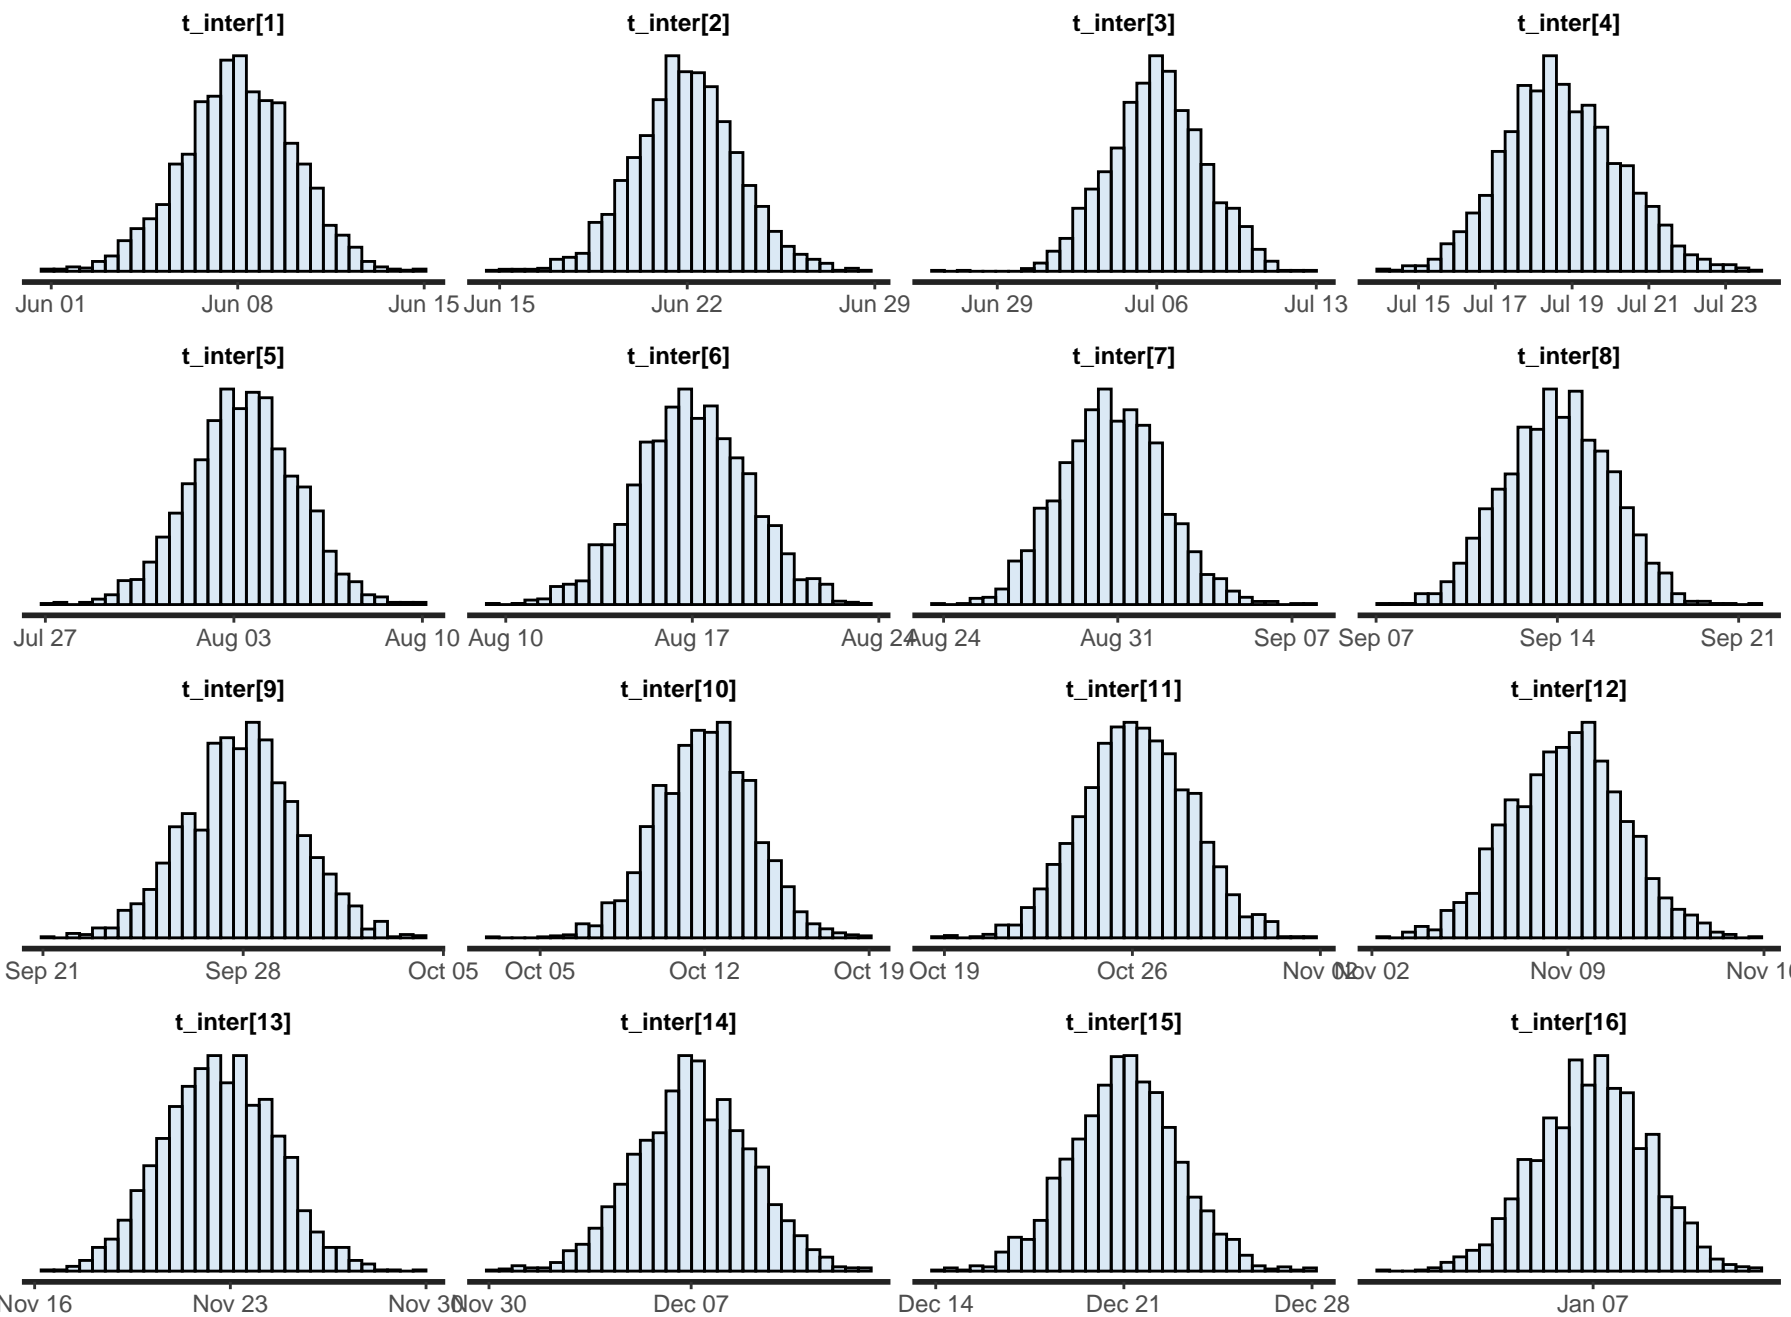 t_inter[1] t_inter[2] t_inter[3] t_inter[4]
Jun 01 Jun 08 Jun 15 Jun 15 Jun 22 Jun 29 Jun 29 Jul 06 Jul 13 Jul 15 Jul 17 Jul 19 Jul 21 Jul 23
t_inter[5] t_inter[6] t_inter[7] t_inter[8]
Jul 27 Aug 03 Aug 10 Aug 10 Aug 17 Aug 24 Aug 24 Aug 31 Sep 07 Sep 07 Sep 14 Sep 21
t_inter[9] t_inter[10] t_inter[11] t_inter[12]
Sep 21 Sep 28 Oct 05 Oct 05 Oct 12 Oct 19 Oct 19 Oct 26 Nov 02 Nov 02 Nov 09 Nov 16
t_inter[13] t_inter[14] t_inter[15] t_inter[16]
Nov 16 Nov 23 Nov 30 Nov 30 Dec 07 Dec 14 Dec 21 Dec 28 Jan 07